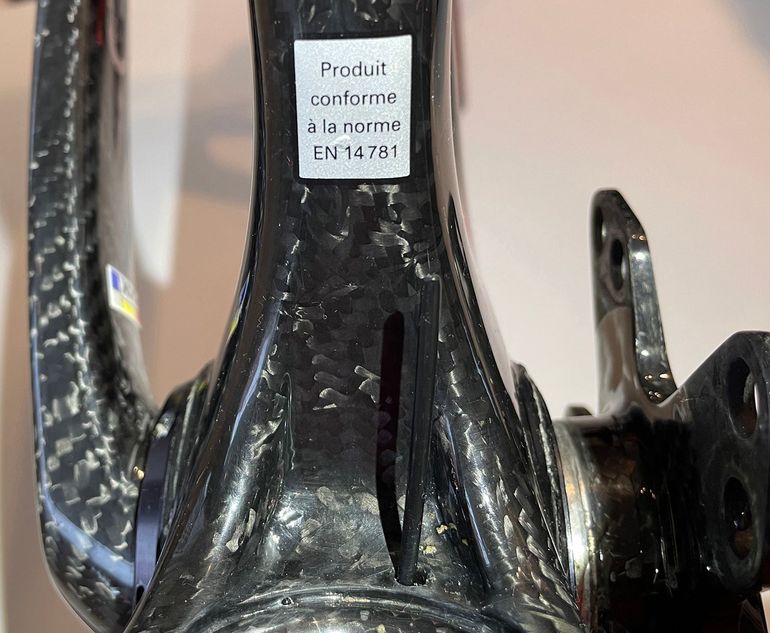 Produit
conforme
à la norme
EN 14781